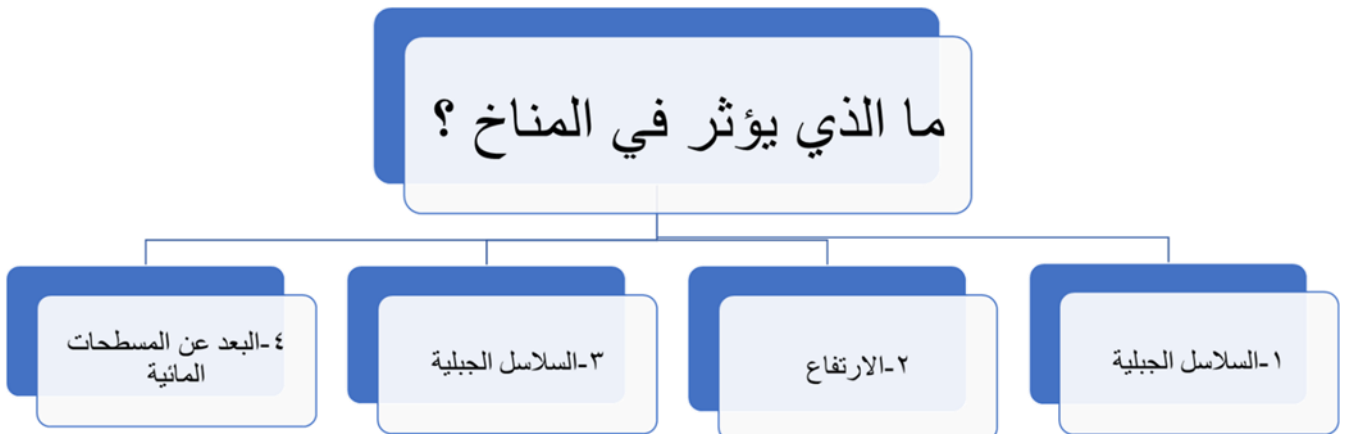 ما الذي يؤثر في المناخ ؟
١-السلاسل الجبلية
٢-الارتفاع
٣-السلاسل الجبلية
٤-البعد عن المسطحات
المائية